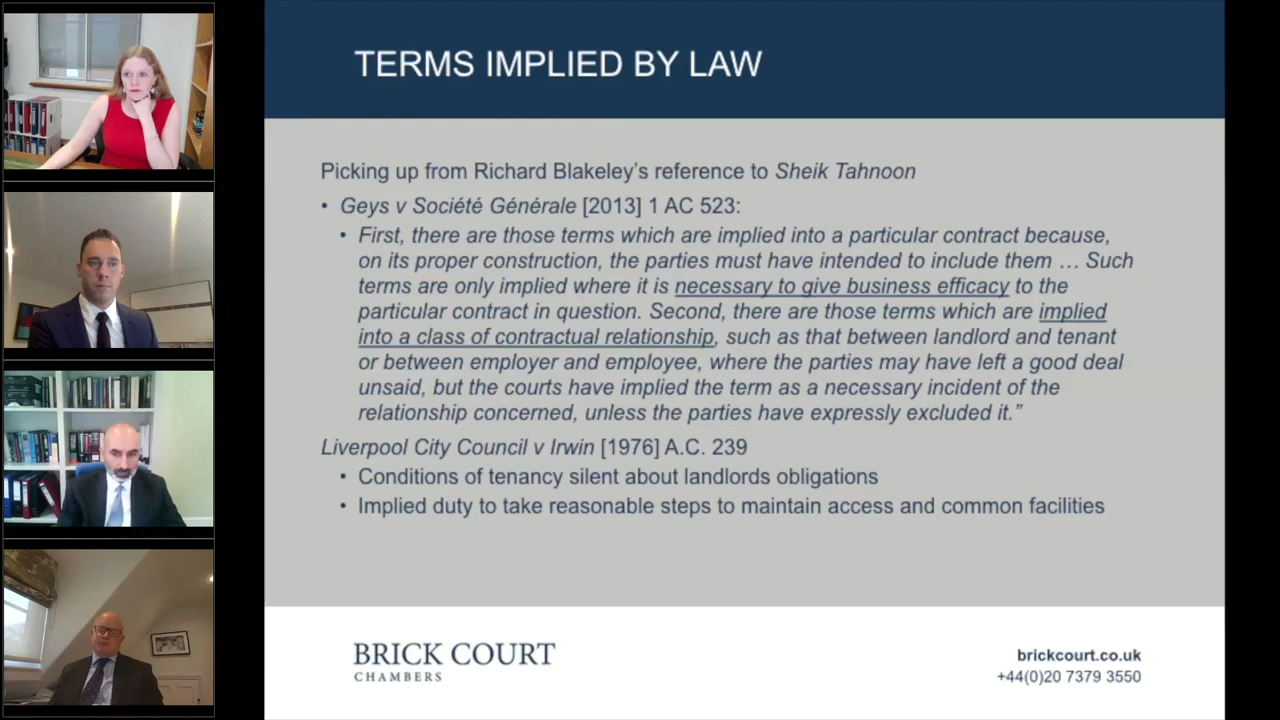 TERMS IMPLIED BY LAW
Picking up from Richard Blakeley's reference to Sheik Tahnoon
• Geys v Société Générale [2013] 1 AC 523:
• First, there are those terms which are implied into a particular contract because,
on its proper construction, the parties must have intended to include them … Such
terms are only implied where it is necessary to give business efficacy to the
particular contract in question. Second, there are those terms which are implied
into a class of contractual relationship, such as that between landlord and tenant
or between employer and employee, where the parties may have left a good deal
unsaid, but the courts have implied the term as a necessary incident of the
relationship concerned, unless the parties have expressly excluded it.”
Liverpool City Council v Irwin [1976] A.C. 239
• Conditions of tenancy silent about landlords obligations
• Implied duty to take reasonable steps to maintain access and common facilities
BRICK COURT
CHAMBERS
brickcourt.co.uk
+44(0)20 7379 3550